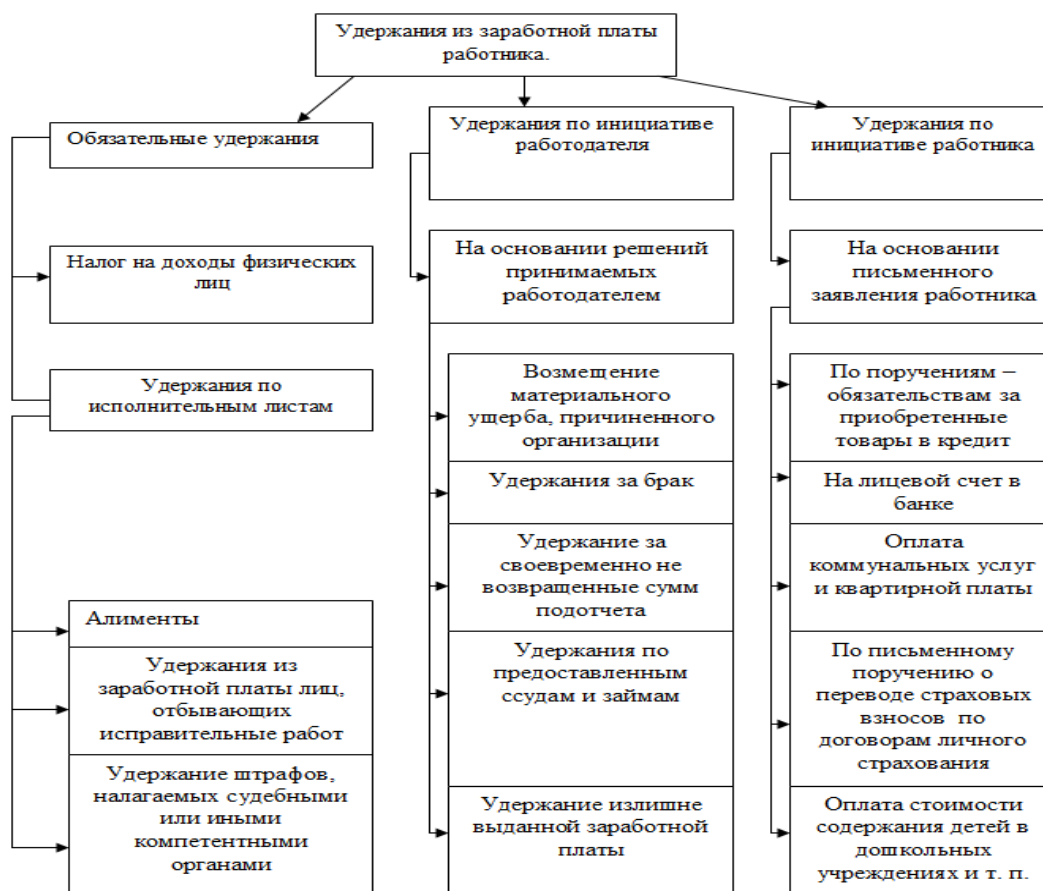 Удержания из заработной платы
работника.
Обязательные удержания
Налог на доходы физических
лиц
Удержания по
исполнительным листам
Алименты
Удержания из
заработной платы лиц,
отбывающих
исправительные работ
Удержание штрафов,
налагаемых судебными
или иными
компетентными
органами
Удержания по инициативе
работодателя
На основании решений
принимаемых
работодателем
Возмещение
материального
ущерба, причиненного
организации
Удержания за брак
Удержание за
своевременно не
возвращенные сумм
подотчета
Удержания по
предоставленным
ссудам и займам
Удержание излишне
выданной заработной
платы
Удержания по
инициативе работника
На основании
письменного
заявления работника
По поручениям –
обязательствам за
приобретенные
товары в кредит
На лицевой счет в
банке
Оплата
коммунальных услуг
и квартирной платы
По письменному
поручению о
переводе страховых
взносов по
договорам личного
страхования
Оплата стоимости
содержания детей в
дошкольных
учреждениях и т. п.